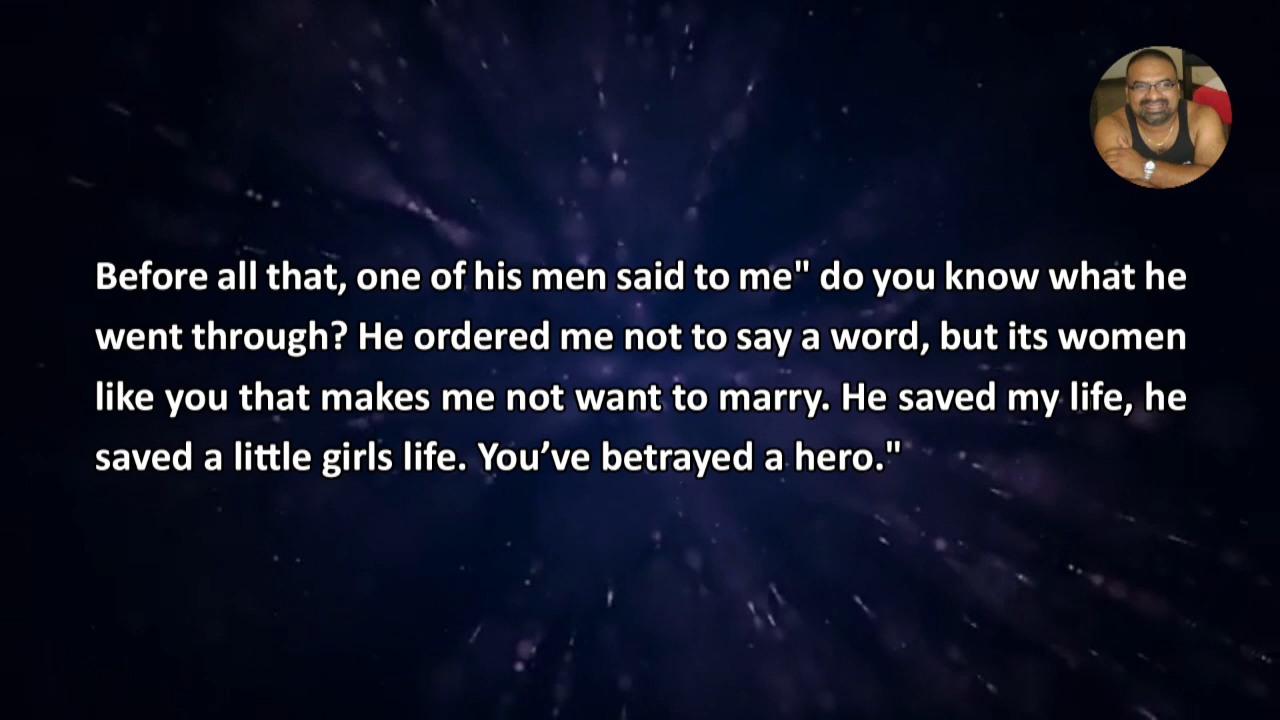 Before all that, one of his men said to me" do you know what he
went through? He ordered me not to say a word, but its women
like you that makes me not want to marry. He saved my life, he
saved a little girls life. You’ve betrayed a hero."